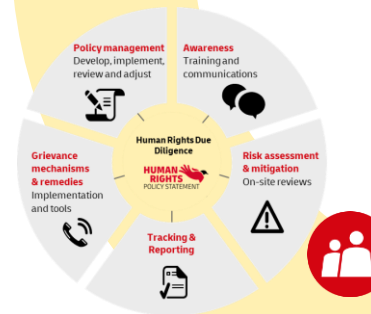 Policy management
Develop, implement,
review and adjust
Awareness
Training and
communications
Human Rights Due
Diligence
HUMAN
RIGHTS
POLICY STATEMENT
Grievance
mechanisms
& remedies
Implementation
and tools
Risk assessment
& mitigation
On-site reviews
Tracking &
Reporting